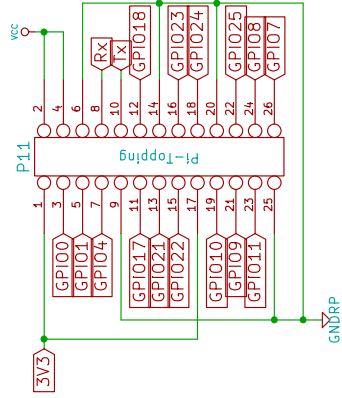 VCC
Rx
Tx
GPIO18
GPIO23
GPIO24
GPIO25
GPIO8
GPIO7
2
4
6
8
10
12
14
16
18
20
22
24
26
P11
Pi-Topping
1
3
5
7
9
11
13
15
17
19
21
23
25
GPIO0
GPIO1
GPIO4
GPIO17
GPIO21
GPIO22
GPIO10
GPIO9
GPIO11
3V3
GNDRP